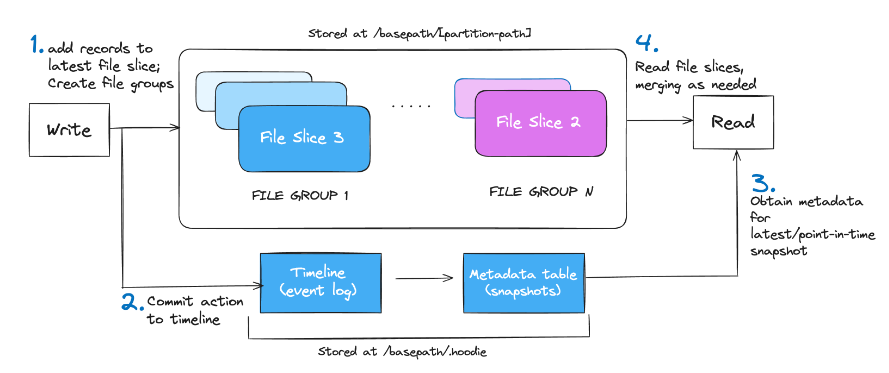 Stored at /basepath/[partition-path]
1. add records to
latest file slice;
Create file groups
Write
File Slice 3
. . . . .
File Slice 2
FILE GROUP 1
FILE GROUP N
4.
Read file slices,
merging as needed
Read
3.
Obtain metadata
for
latest/point-in-time
snapshot
2. Commit action
to timeline
Timeline
(event log)
Metadata table
(snapshots)
Stored at /basepath/.hoodie